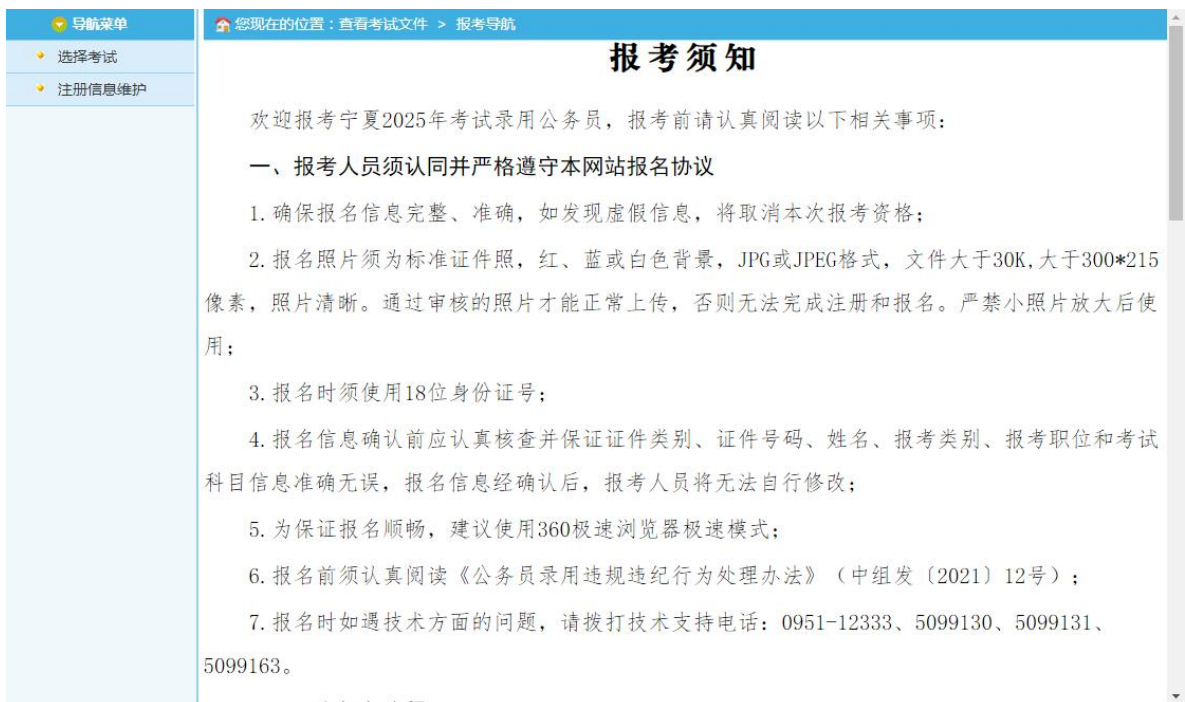 导航菜单
选择考试
注册信息维护
您现在的位置：查看考试文件 > 报考导航
报考须知
欢迎报考宁夏2025年考试录用公务员，报考前请认真阅读以下相关事项：
一、报考人员须认同并严格遵守本网站报名协议
1.确保报名信息完整、准确，如发现虚假信息，将取消本次报考资格；
2.报名照片须为标准证件照，红、蓝或白色背景，JPG或JPEG格式，文件大于30K,大于300*215
像素，照片清晰。通过审核的照片才能正常上传，否则无法完成注册和报名。严禁小照片放大后使
用；
3.报名时须使用18位身份证号；
4.报名信息确认前应认真核查并保证证件类别、证件号码、姓名、报考类别、报考职位和考试
科目信息准确无误，报名信息经确认后，报考人员将无法自行修改；
5.为保证报名顺畅，建议使用360极速浏览器极速模式；
6.报名前须认真阅读《公务员录用违规违纪行为处理办法》（中组发〔2021〕12号）；
7.报名时如遇技术方面的问题，请拨打技术支持电话：0951-12333、5099130、5099131、
5099163。